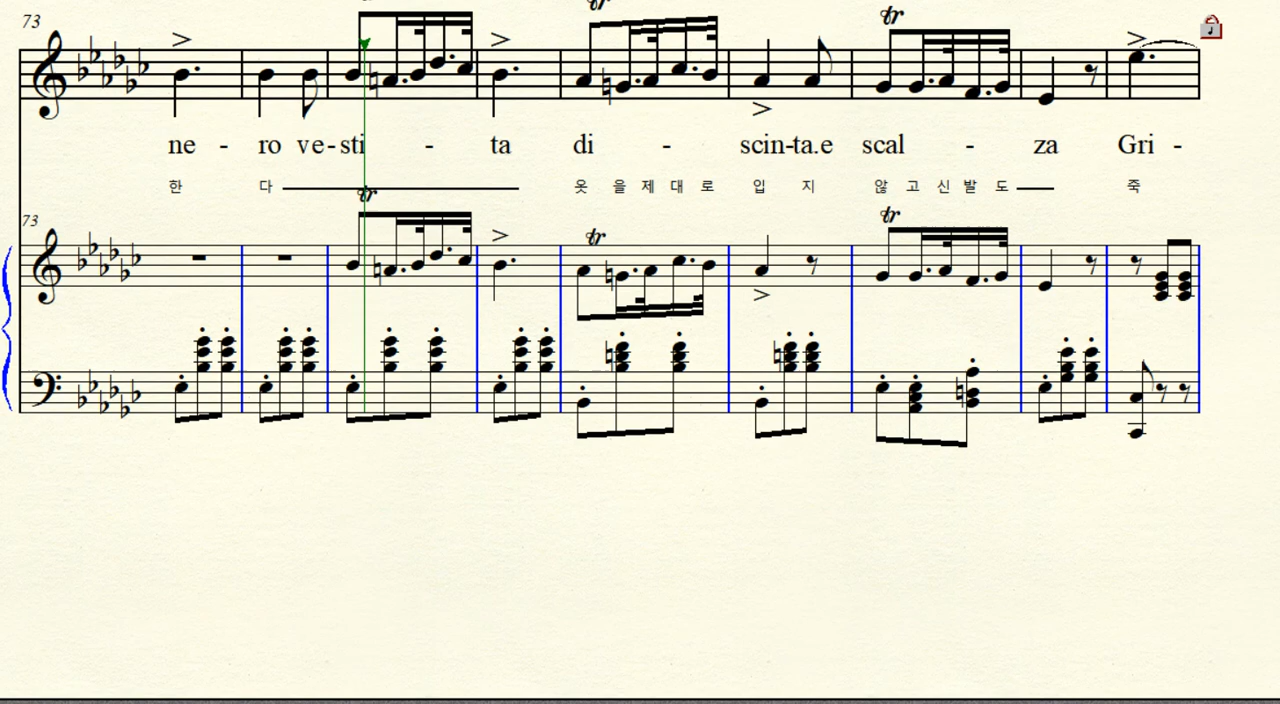 73
ne - ro ve-sti - ta di - scin-ta.e scal - za Gri -
한 다 옷 을 제 대 로 입 지 않 고 신 발 도 죽
73